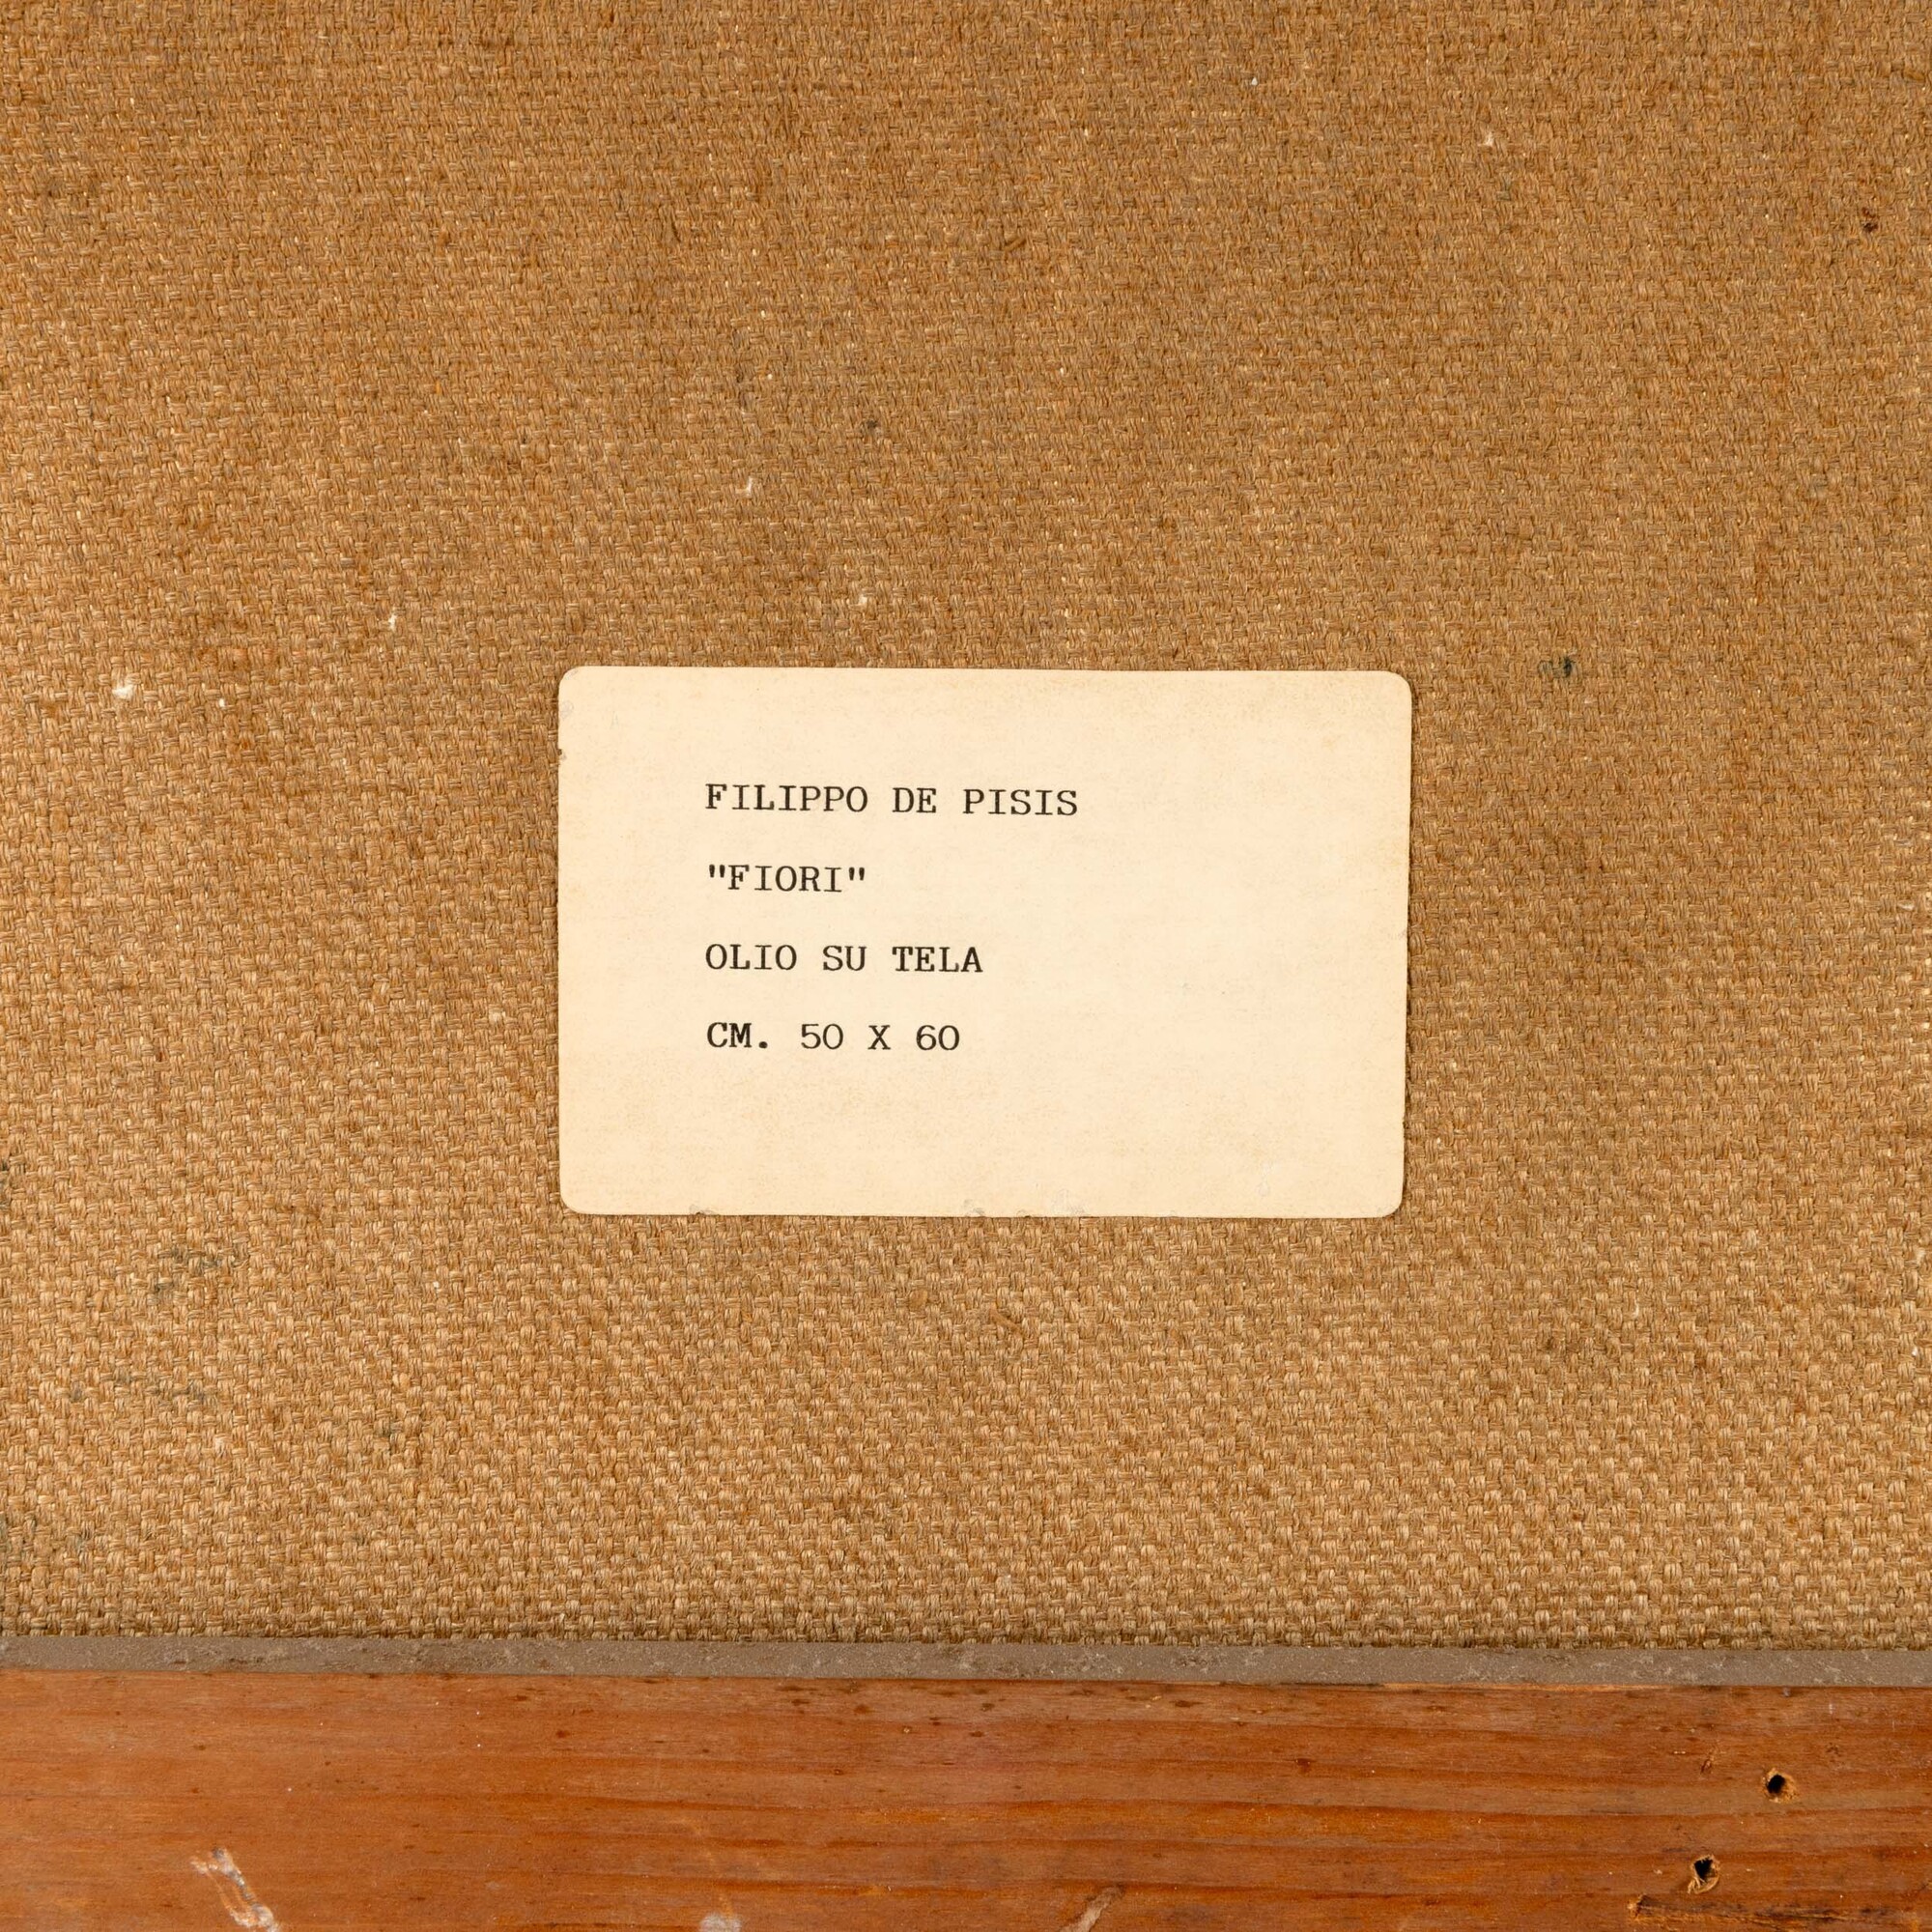 FILIPPO DE PISIS
"FIORI"
OLIO SU TELA
CM. 50 X 60